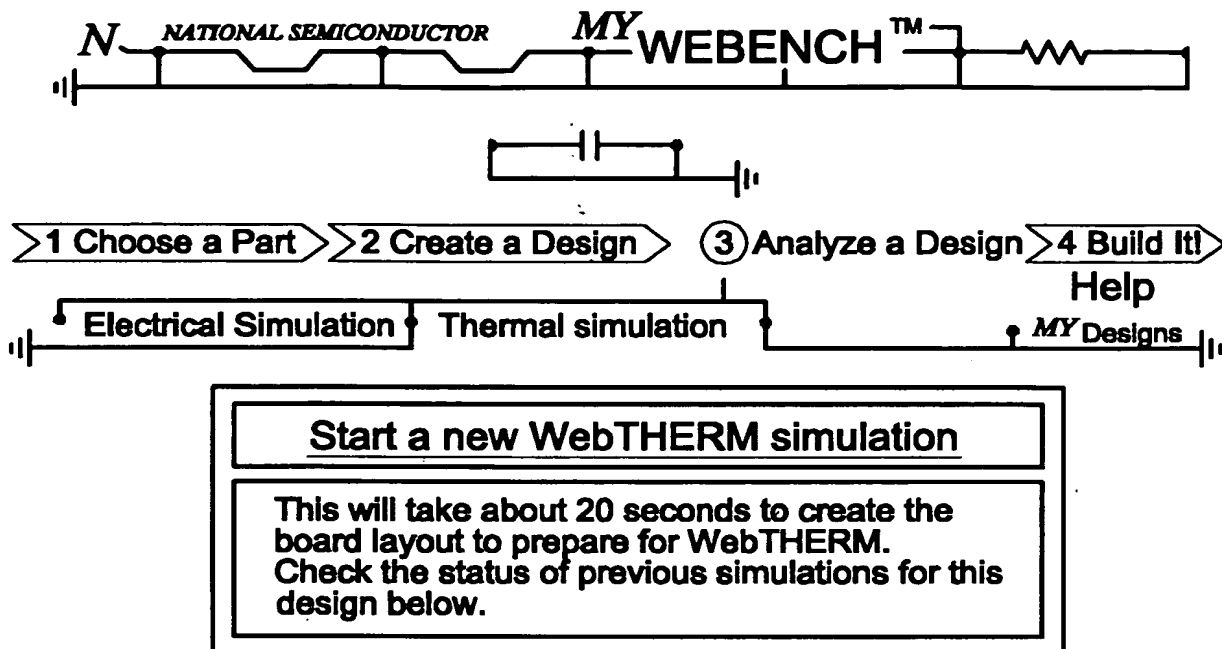 N NATIONAL SEMICONDUCTOR MY WEBENCH™
1 Choose a Part 2 Create a Design 3 Analyze a Design 4 Build It!
Help
Electrical Simulation Thermal simulation MY Designs
Start a new WebTHERM simulation
This will take about 20 seconds to create the
board layout to prepare for WebTHERM.
Check the status of previous simulations for this
design below.